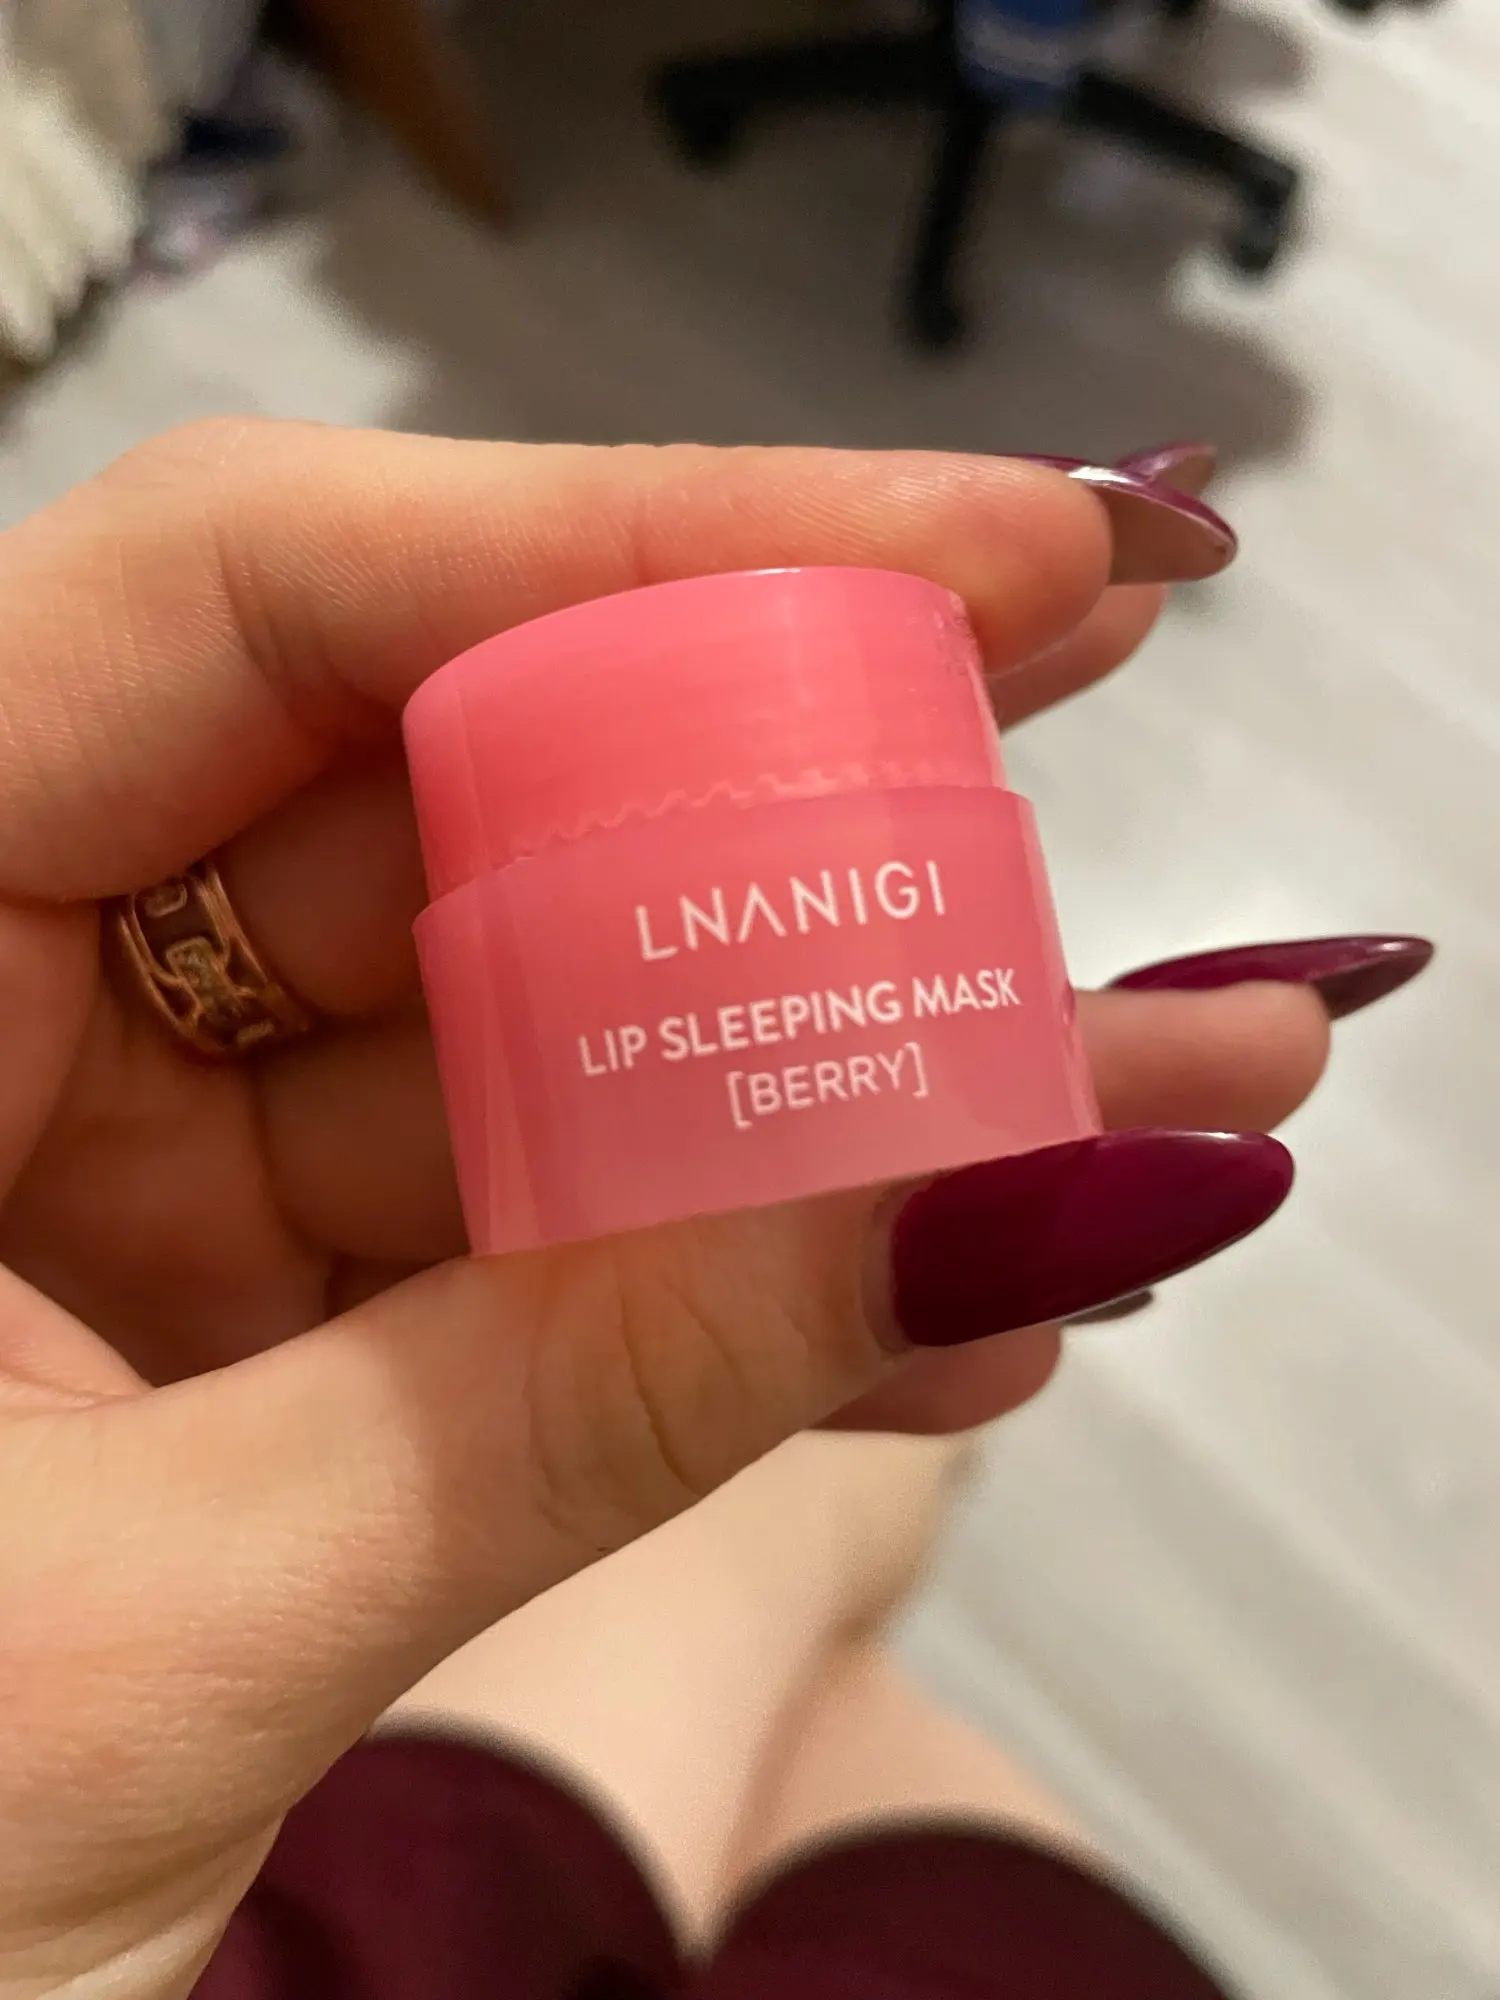 LNANIGI
LIP SLEEPING MASK
[BERRY]